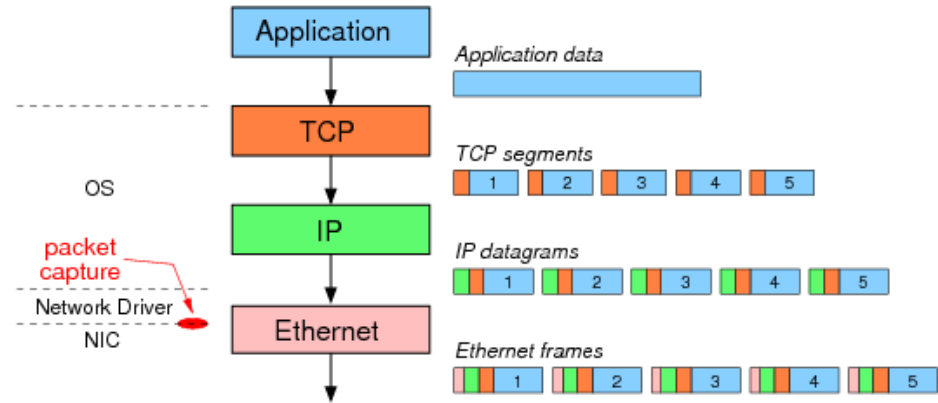 Application
Application data
TCP
TCP segments
1 2 3 4 5
OS
IP
IP datagrams
1 2 3 4 5
packet
capture
Network Driver
NIC
Ethernet
Ethernet frames
1 2 3 4 5